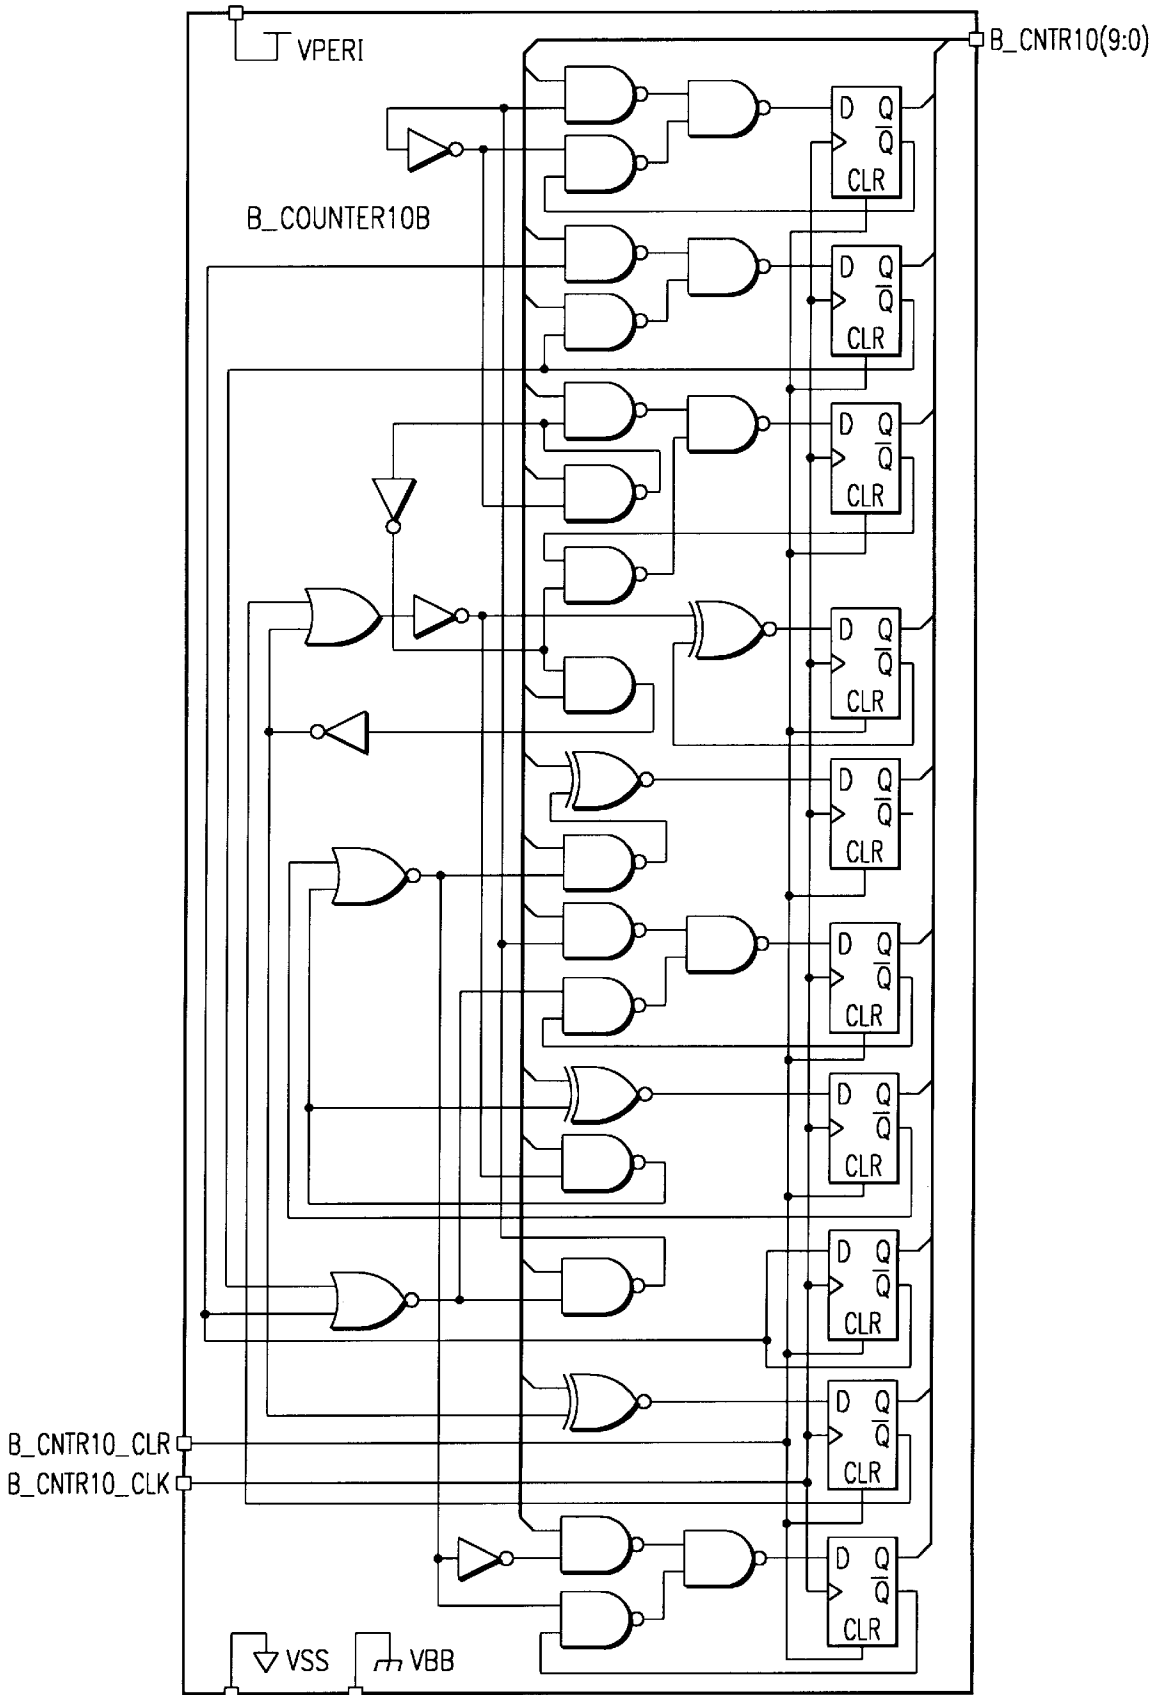 VPERI
B_CNTR10(9:0)
B_COUNTER10B
D Q
Q̅
CLR
D Q
Q̅
CLR
D Q
Q̅
CLR
D Q
Q̅
CLR
D Q
Q̅
CLR
D Q
Q̅
CLR
D Q
Q̅
CLR
D Q
Q̅
CLR
D Q
Q̅
CLR
D Q
Q̅
CLR
B_CNTR10_CLR
B_CNTR10_CLK
VSS
VBB